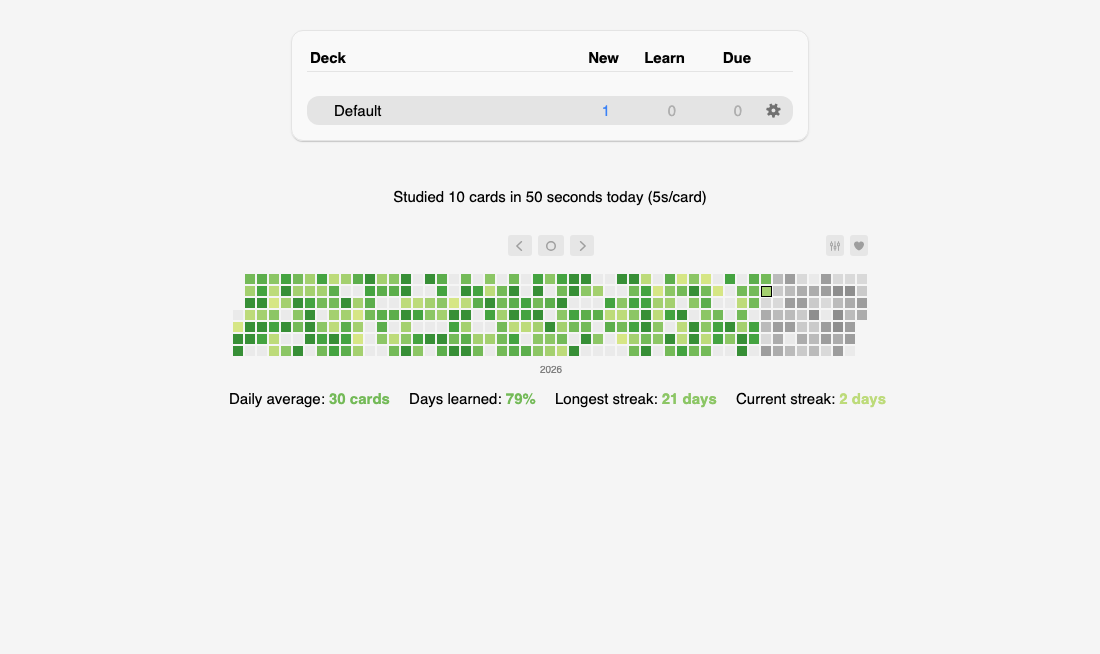 Deck New Learn Due
Default 1 0 0
Studied 10 cards in 50 seconds today (5s/card)
2026
Daily average: 30 cards Days learned: 79% Longest streak: 21 days Current streak: 2 days